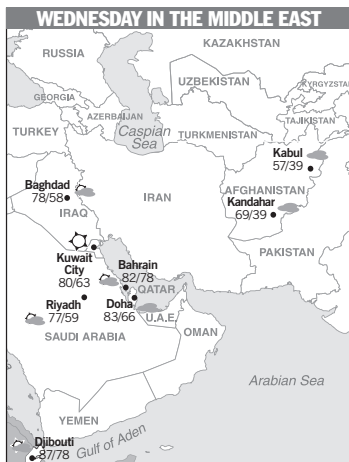 WEDNESDAY IN THE MIDDLE EAST
KAZAKHSTAN
RUSSIA
UZBEKISTAN
KYRGYZSTAN
GEORGIA
AZERBAIJAN
TAJIKISTAN
TURKEY
Caspian
Sea
TURKMENISTAN
Kabul
57/39
Baghdad
78/58
IRAQ
IRAN
AFGHANISTAN
Kandahar
69/39
PAKISTAN
Kuwait
City
80/63
Bahrain
82/78
QATAR
Riyadh
77/59
Doha
83/66
U.A.E.
SAUDI ARABIA
OMAN
Arabian Sea
YEMEN
Djibouti
87/78
Gulf of Aden